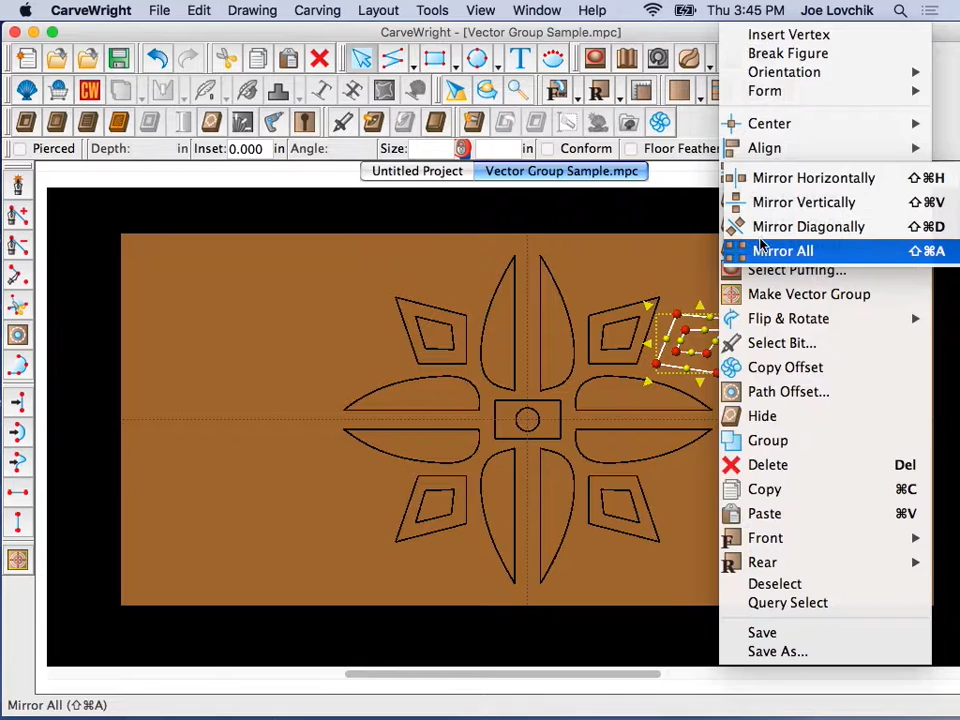 CarveWright File Edit Drawing Carving Layout Tools View Window Help Thu 3:45 PM Joe Lovchik
CarveWright - [Vector Group Sample.mpc]
T
CW
F R
Pierced Depth: in Inset: 0.000 in Angle: Size: in Conform Floor Feather
Untitled Project Vector Group Sample.mpc
Insert Vertex
Break Figure
Orientation
Form
Center
Align
Mirror Horizontally ⇧⌘H
Mirror Vertically ⇧⌘V
Mirror Diagonally ⇧⌘D
Mirror All ⇧⌘A
Select Puffing...
Make Vector Group
Flip & Rotate
Select Bit...
Copy Offset
Path Offset...
Hide
Group
Delete Del
Copy ⌘C
Paste ⌘V
F Front
R Rear
Deselect
Query Select
Save
Save As...
Mirror All (⇧⌘A)